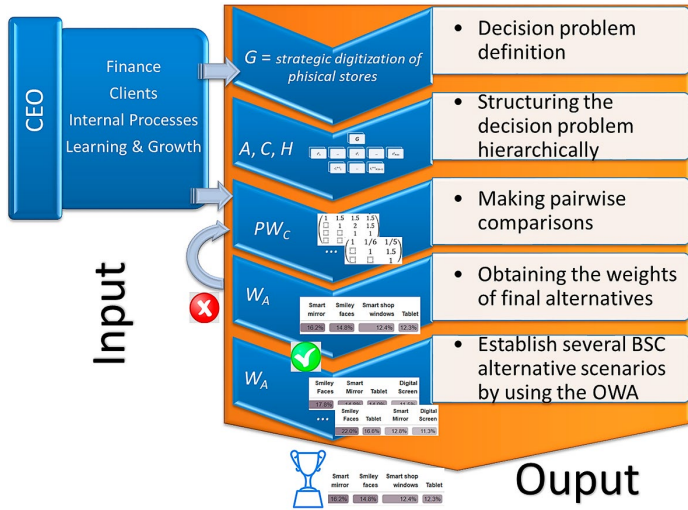 CEO
Finance
Clients
Internal Processes
Learning & Growth
Input
G = strategic digitization of
phisical stores
• Decision problem
definition
A, C, H
G
• Structuring the
decision problem
hierarchically
PW_C
1 1.5 1.5 1.5
□ 1 2 1.5
□ □ 1 1
... 1 1/6 1/5
□ 1 1.5
□ □ 1
• Making pairwise
comparisons
W_A
Smart mirror Smiley faces Smart shop windows Tablet
16.2% 14.8% 12.4% 12.3%
• Obtaining the weights
of final alternatives
W_A
Smiley Faces Smart Mirror Tablet Digital Screen
17.8%
... Smiley Faces Tablet Smart Mirror Digital Screen
22.0% 16.6% 12.8% 11.3%
• Establish several BSC
alternative scenarios
by using the OWA
Smart mirror Smiley faces Smart shop windows Tablet
16.2% 14.8% 12.4% 12.3%
Ouput